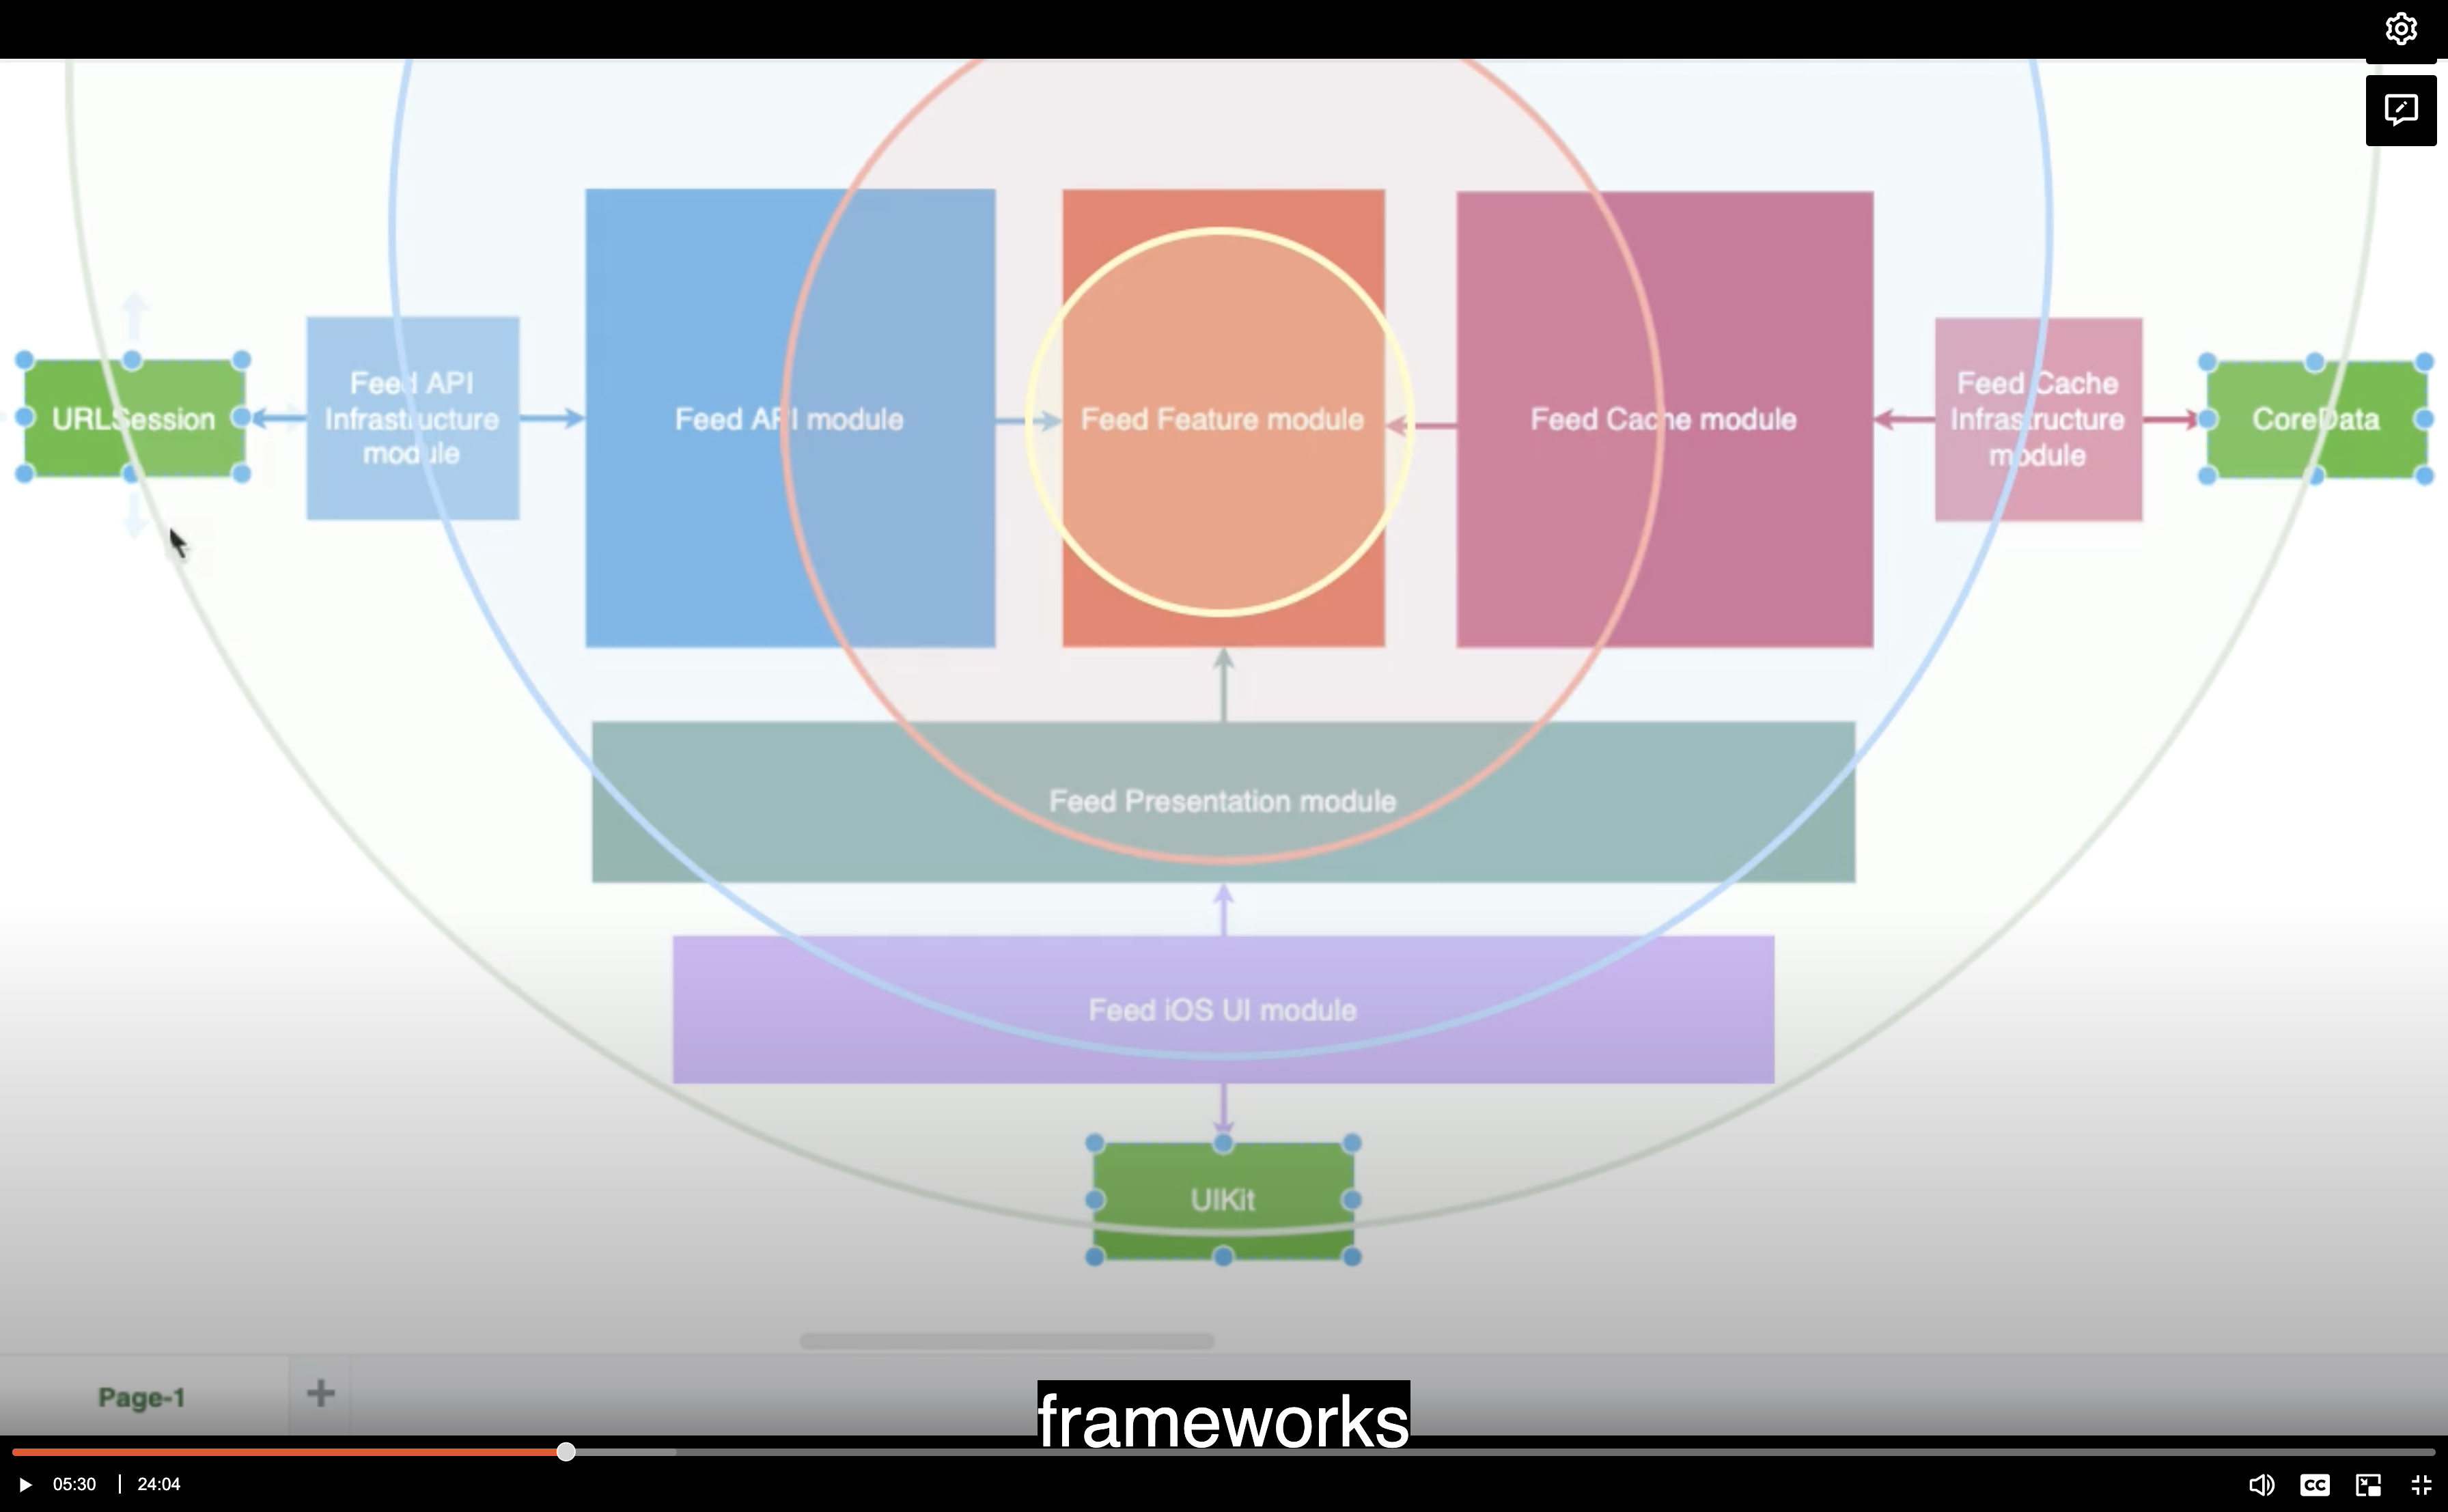 URLSession
Feed API
Infrastructure
module
Feed API module
Feed Feature module
Feed Cache module
Feed Cache
Infrastructure
module
CoreData
Feed Presentation module
Feed iOS UI module
UIKit
Page-1
frameworks
05:30 | 24:04
CC